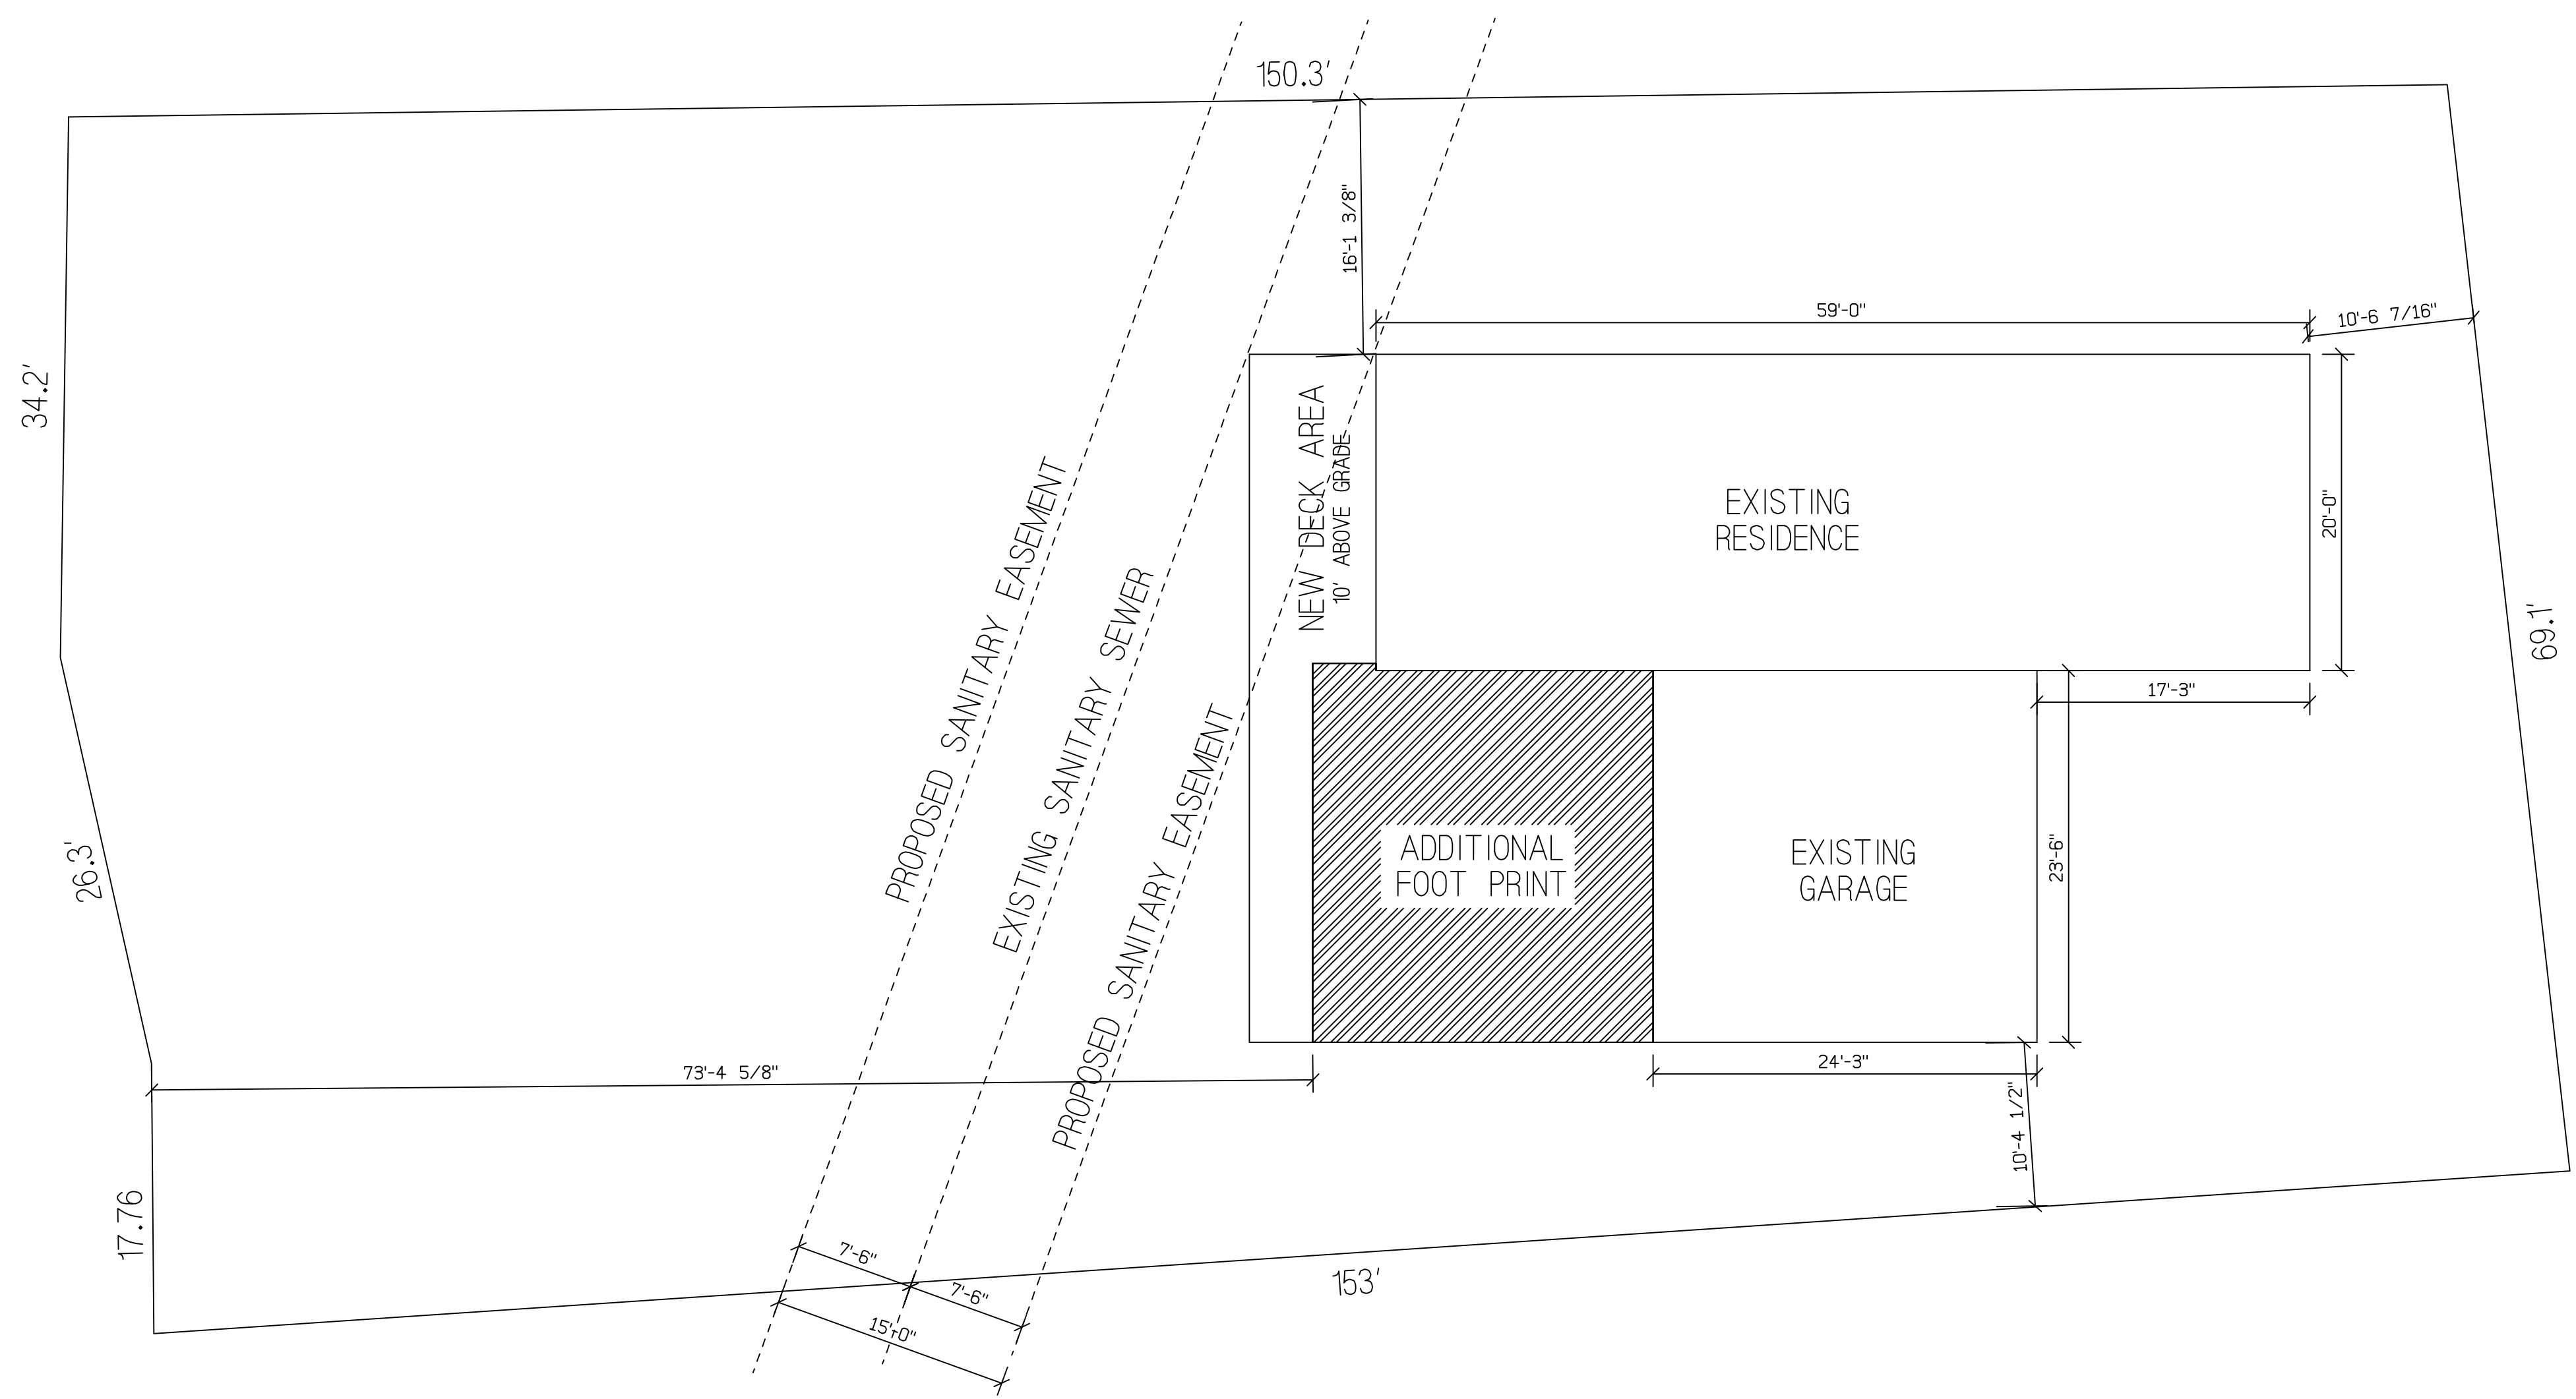 150.3'
16'-1 3/8"
59'-0"
10'-6 7/16"
34.2'
NEW DECK AREA
10' ABOVE GRADE
EXISTING
RESIDENCE
20'-0"
69.1'
PROPOSED SANITARY EASEMENT
EXISTING SANITARY SEWER
PROPOSED SANITARY EASEMENT
17'-3"
26.3'
ADDITIONAL
FOOT PRINT
EXISTING
GARAGE
23'-6"
73'-4 5/8"
24'-3"
10'-4 1/2"
17.76
7'-6"
7'-6"
15'-0"
153'